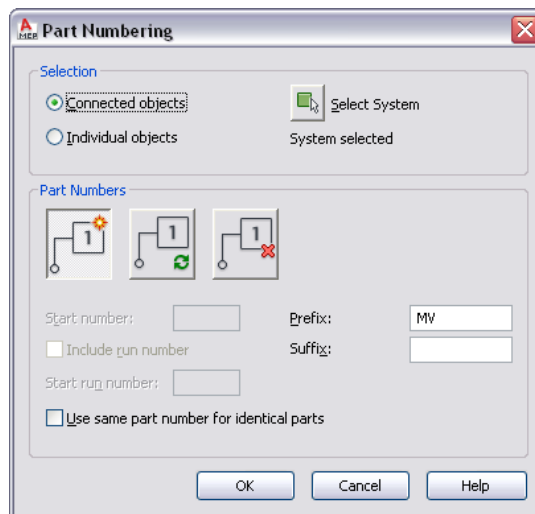 A
MEP
Part Numbering
Selection
Connected objects
Select System
Individual objects
System selected
Part Numbers
1
1
1
Start number:
Prefix:
MV
Include run number
Suffix:
Start run number:
Use same part number for identical parts
OK
Cancel
Help